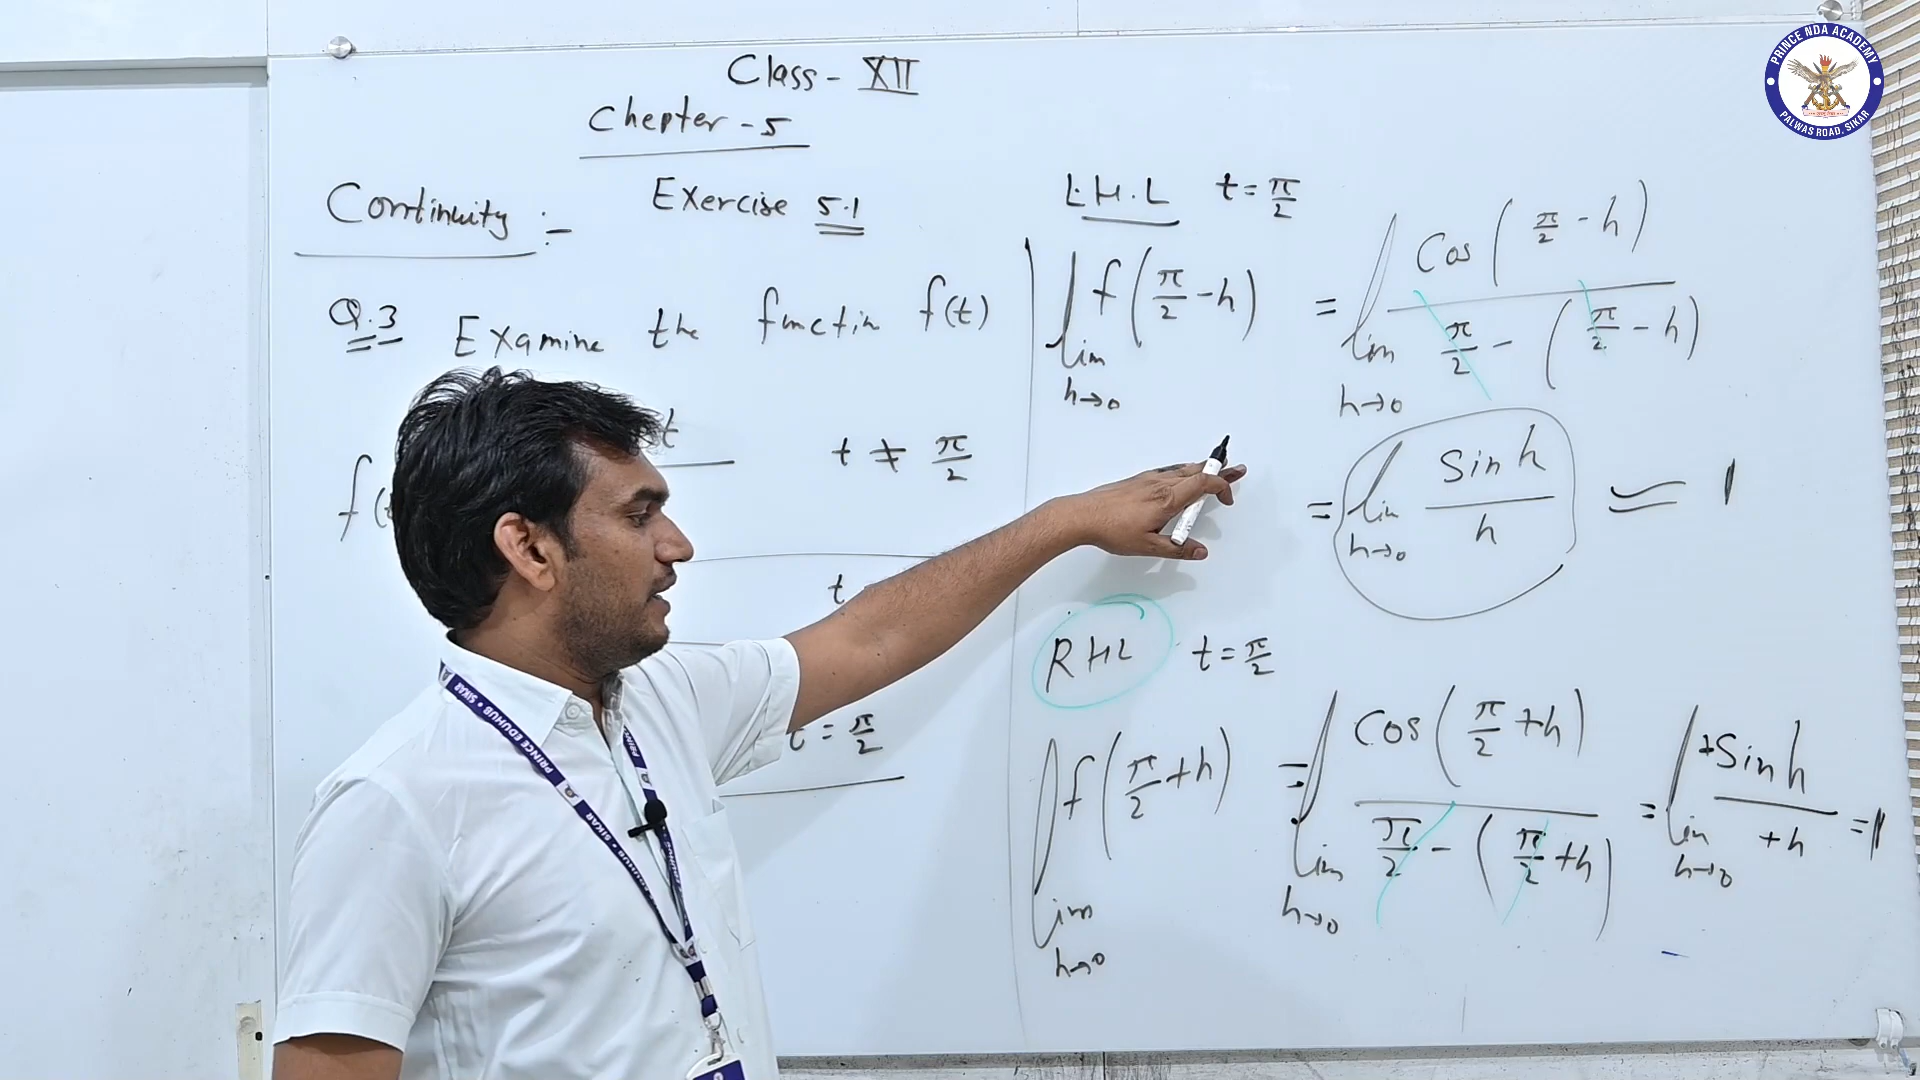 Class - XII
Chepter - 5
Continuity :-
Exercise 5.1
Q.3 Examine the functin f(t)
t
t ≠ π/2
f(
t
t = π/2
L.H.L t = π/2
lim h→0 f(π/2 - h) = lim h→0 Cos(π/2 - h) / π/2 - (π/2 - h)
= lim h→0 Sin h / h ≃ 1
RHL t = π/2
lim h→0 f(π/2 + h) = lim h→0 Cos(π/2 + h) / π/2 - (π/2 + h) = lim h→0 +Sin h / +h = 1
PRINCE NDA ACADEMY
PALWAS ROAD, SIKAR
PRINCE EDUHUB • SIKAR